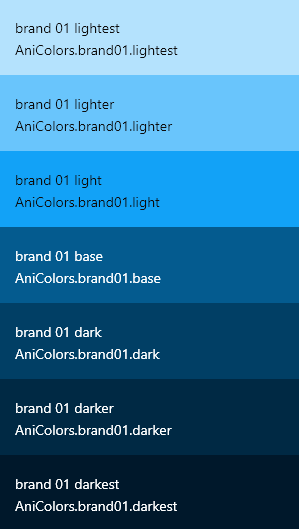 brand 01 lightest
AniColors.brand01.lightest
brand 01 lighter
AniColors.brand01.lighter
brand 01 light
AniColors.brand01.light
brand 01 base
AniColors.brand01.base
brand 01 dark
AniColors.brand01.dark
brand 01 darker
AniColors.brand01.darker
brand 01 darkest
AniColors.brand01.darkest